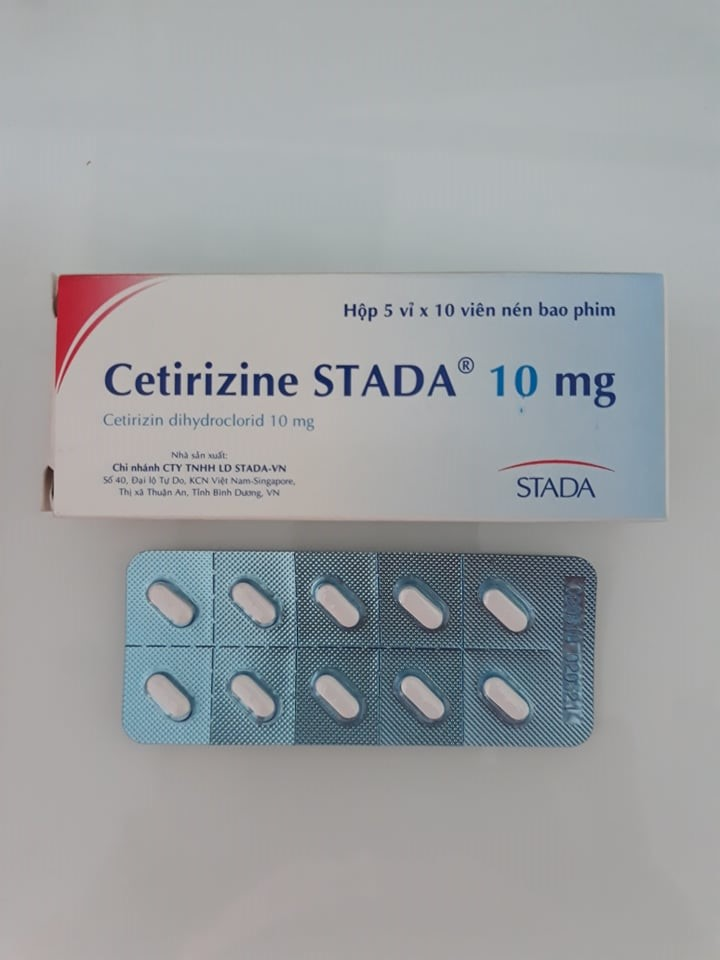 Hộp 5 vỉ x 10 viên nén bao phim
Cetirizine STADA® 10 mg
Cetirizin dihydroclorid 10 mg
Nhà sản xuất:
Chi nhánh CTY TNHH LD STADA-VN
Số 40, Đại lộ Tự Do, KCN Việt Nam-Singapore,
Thị xã Thuận An, Tỉnh Bình Dương, VN
STADA